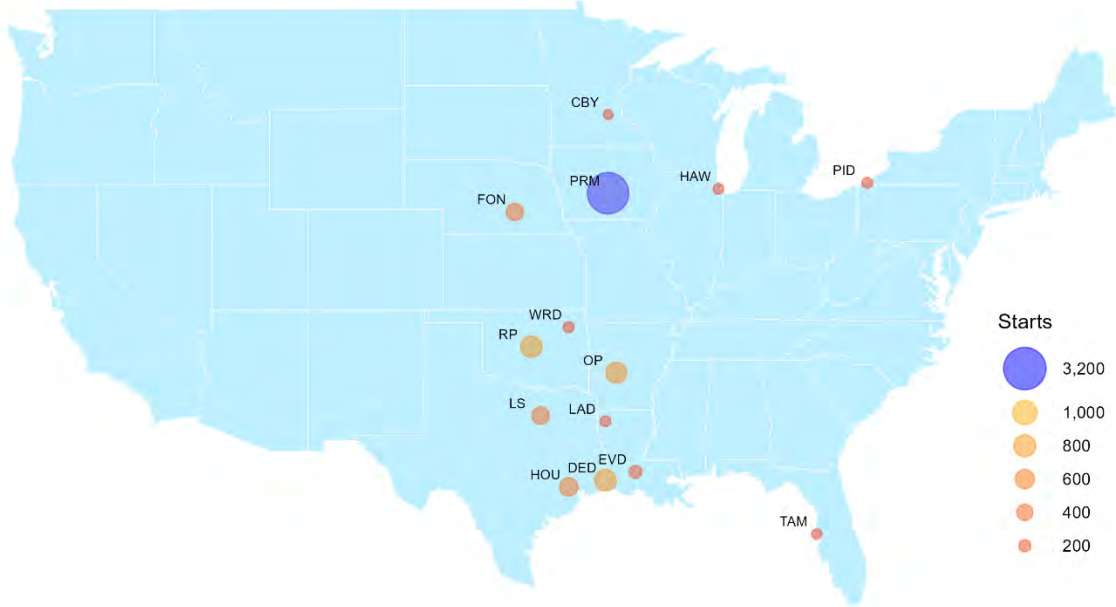 CBY
PRM
HAW
PID
FON
WRD
RP
OP
LS
LAD
HOU
DED
EVD
TAM
Starts
3,200
1,000
800
600
400
200